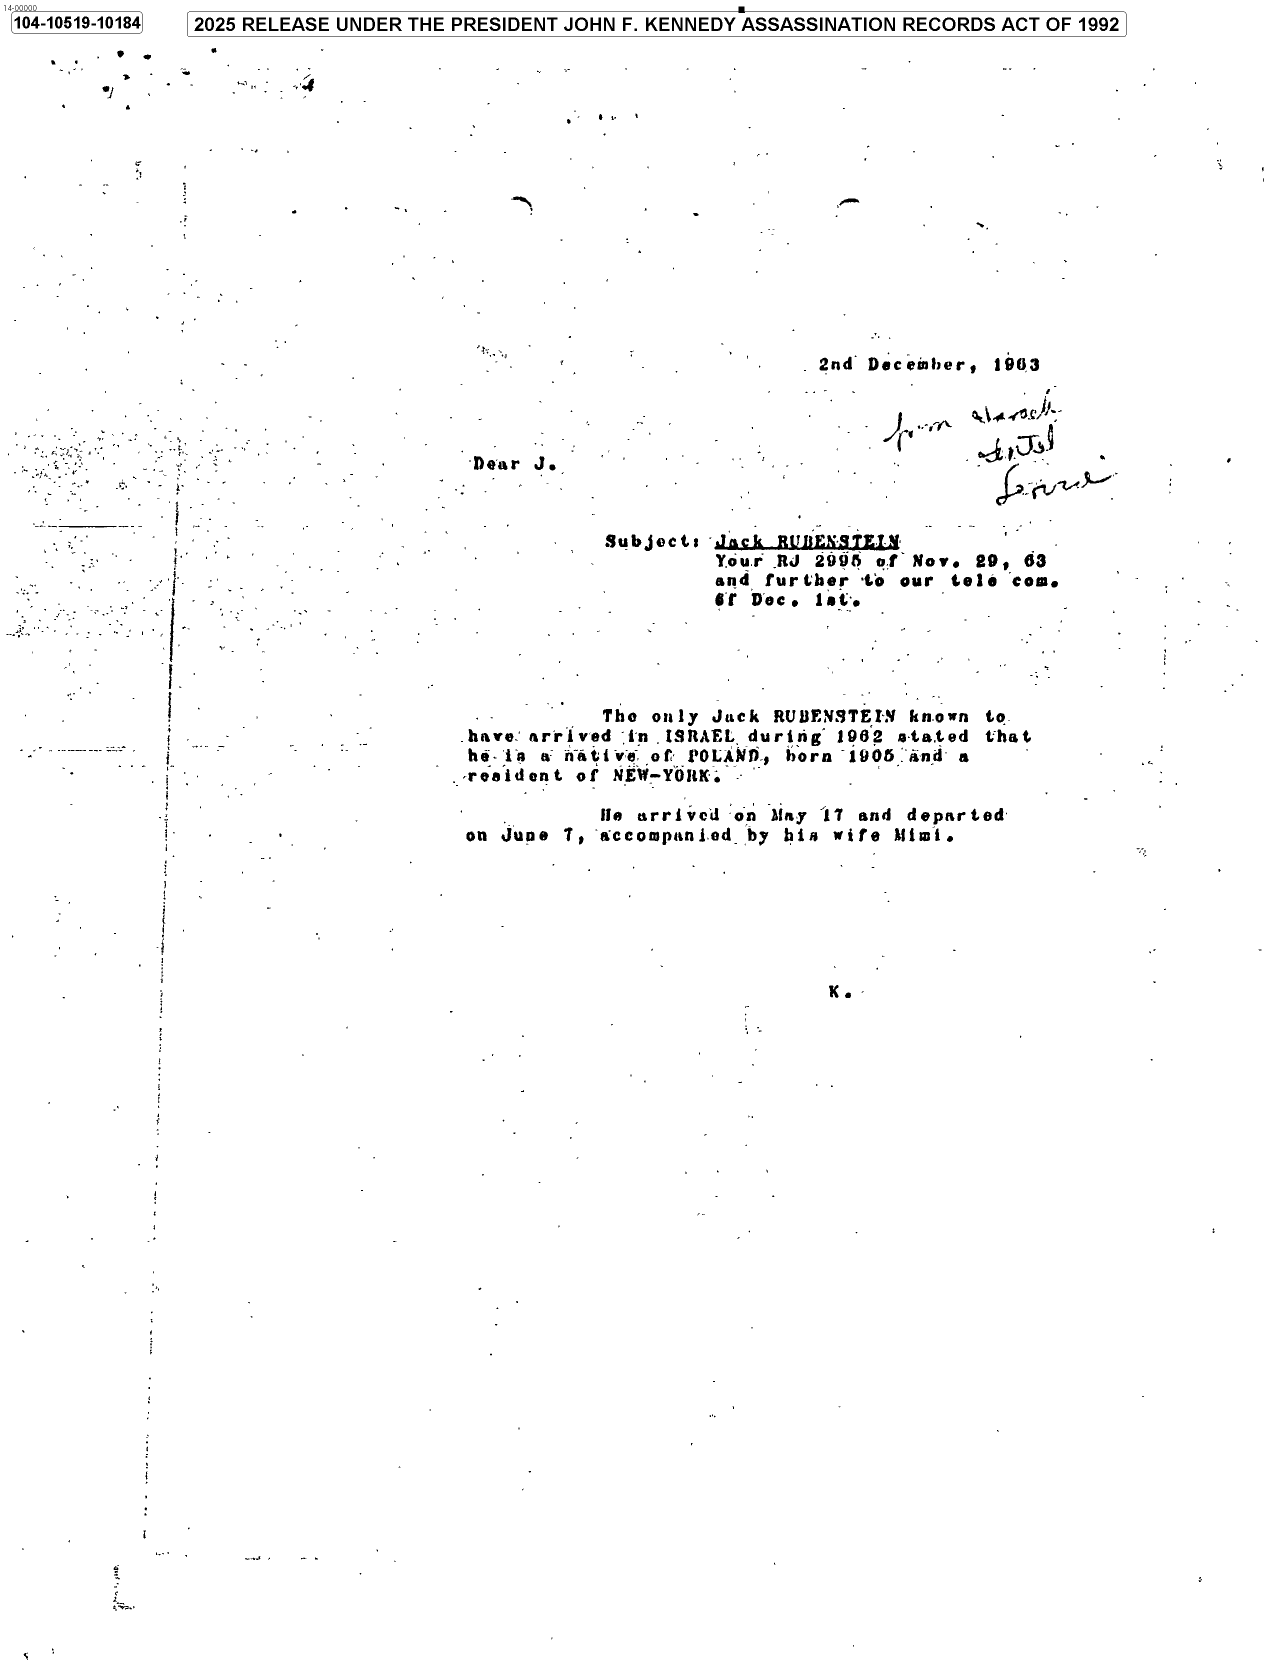 14-00000
104-10519-10184
2025 RELEASE UNDER THE PRESIDENT JOHN F. KENNEDY ASSASSINATION RECORDS ACT OF 1992
2nd December, 1963
from
Intel
Dear J.
Subject: Jack RUBENSTEIN
Your RJ 2995 of Nov. 29, 63
and further to our tele com.
of Dec. 1st.
The only Jack RUBENSTEIN known to
have arrived in ISRAEL during 1962 stated that
he is a native of POLAND, born 1905 and a
resident of NEW-YORK.
He arrived on May 17 and departed
on June 7, accompanied by his wife Mimi.
K.